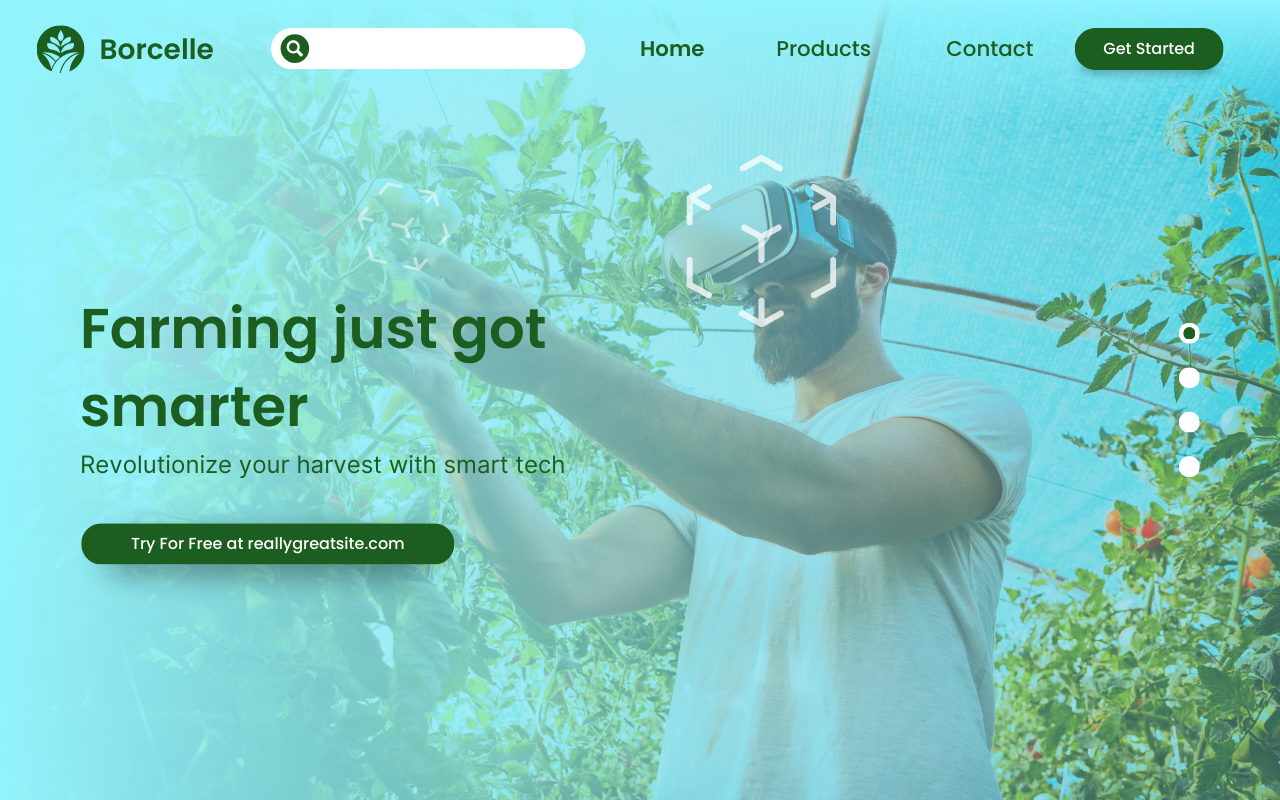 Borcelle
Home
Products
Contact
Get Started
Farming just got
smarter
Revolutionize your harvest with smart tech
Try For Free at reallygreatsite.com